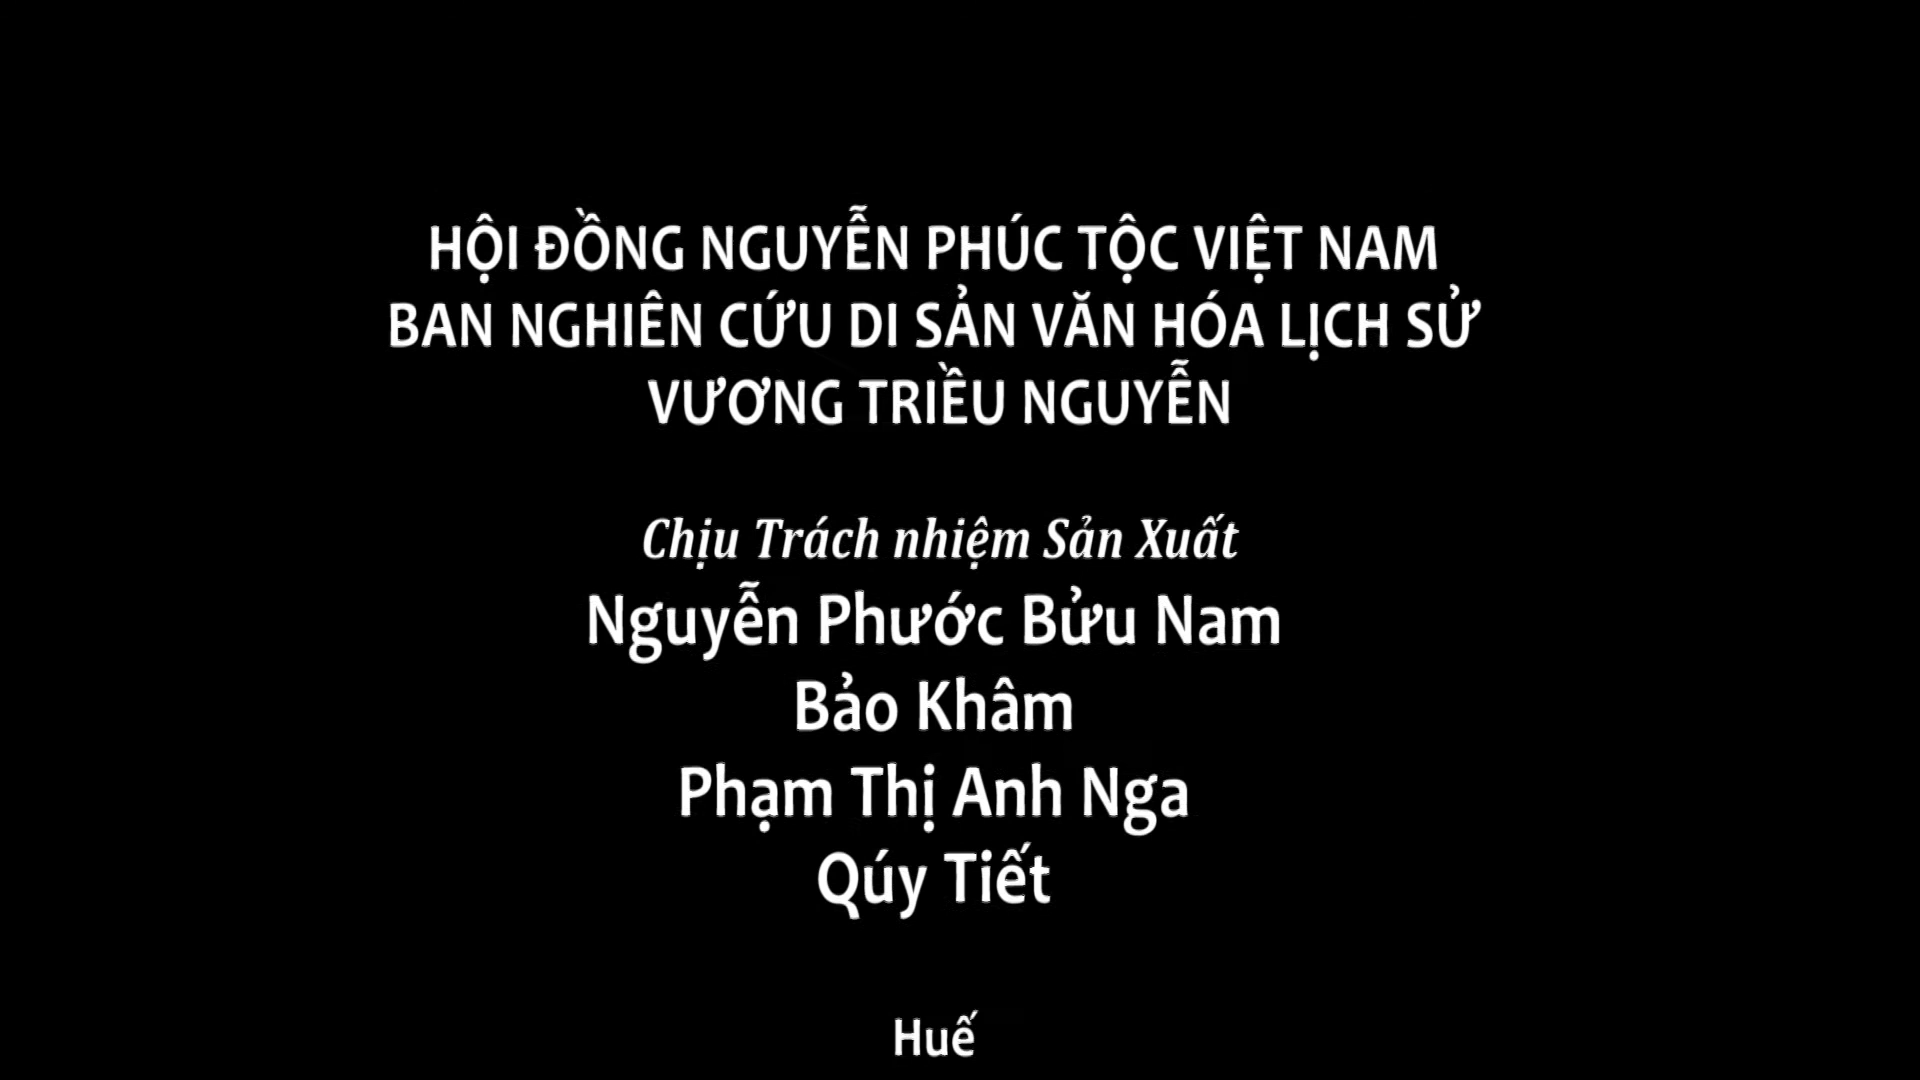 HỘI ĐỒNG NGUYỄN PHÚC TỘC VIỆT NAM
BAN NGHIÊN CỨU DI SẢN VĂN HÓA LỊCH SỬ
VƯƠNG TRIỀU NGUYỄN
Chịu Trách nhiệm Sản Xuất
Nguyễn Phước Bửu Nam
Bảo Khâm
Phạm Thị Anh Nga
Qúy Tiết
Huế